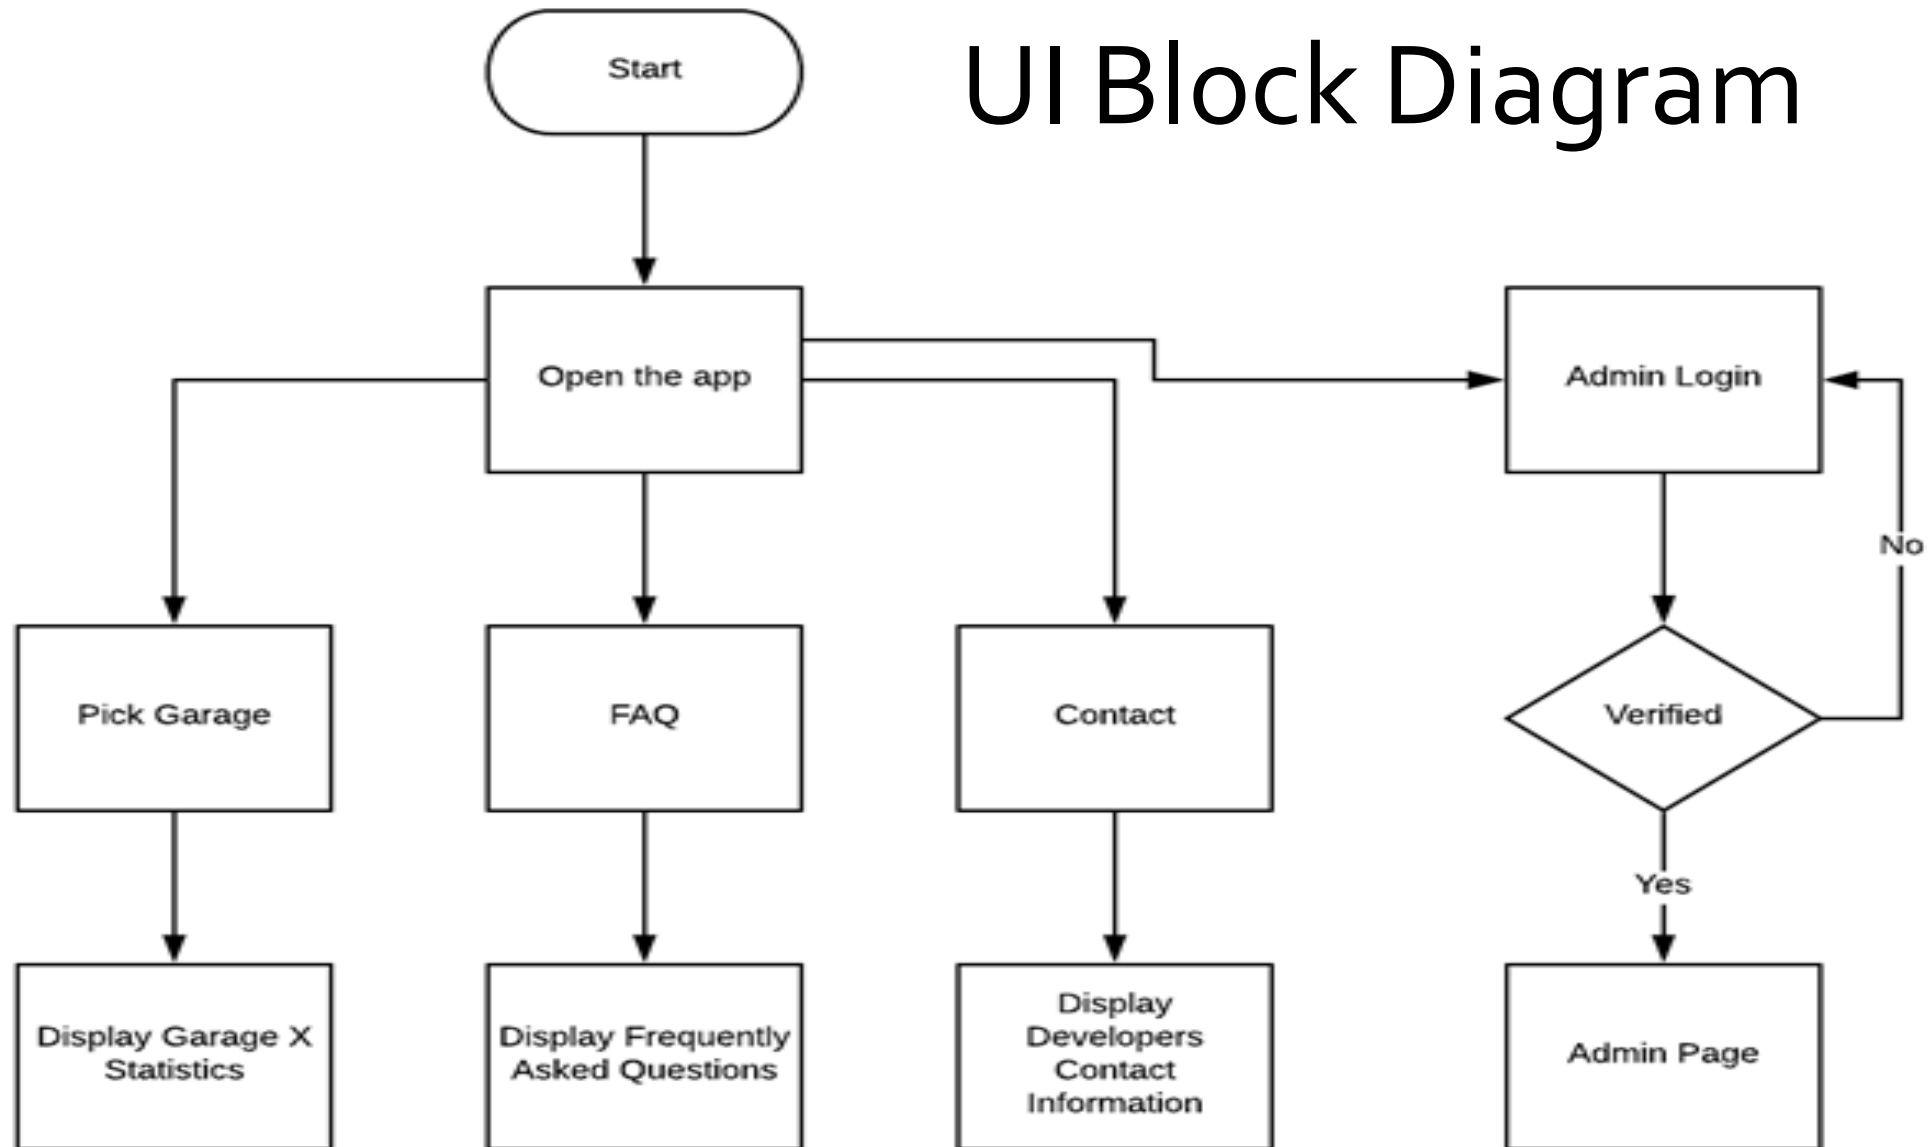 Start
UI Block Diagram
Open the app
Admin Login
No
Pick Garage
FAQ
Contact
Verified
Yes
Display Garage X
Statistics
Display Frequently
Asked Questions
Display
Developers
Contact
Information
Admin Page